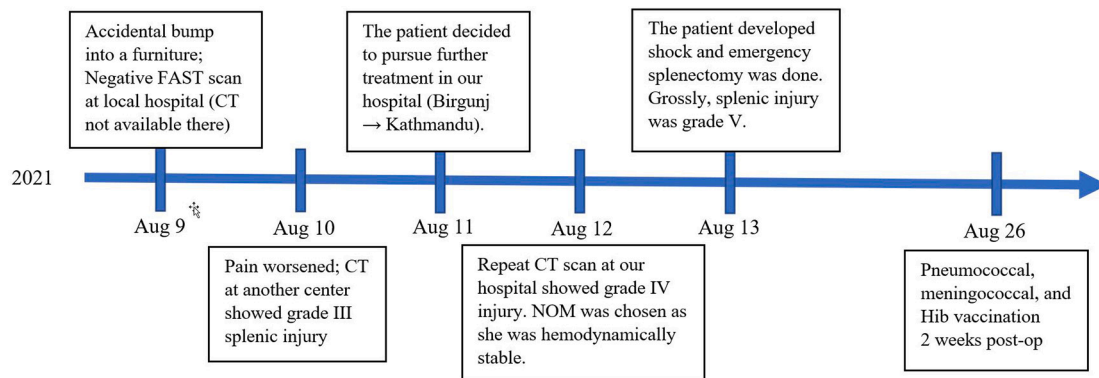 Accidental bump
into a furniture;
Negative FAST scan
at local hospital (CT
not available there)
The patient decided
to pursue further
treatment in our
hospital (Birgunj
→ Kathmandu).
The patient developed
shock and emergency
splenectomy was done.
Grossly, splenic injury
was grade V.
2021
Aug 9
Aug 10
Aug 11
Aug 12
Aug 13
Aug 26
Pain worsened; CT
at another center
showed grade III
splenic injury
Repeat CT scan at our
hospital showed grade IV
injury. NOM was chosen as
she was hemodynamically
stable.
Pneumococcal,
meningococcal, and
Hib vaccination
2 weeks post-op